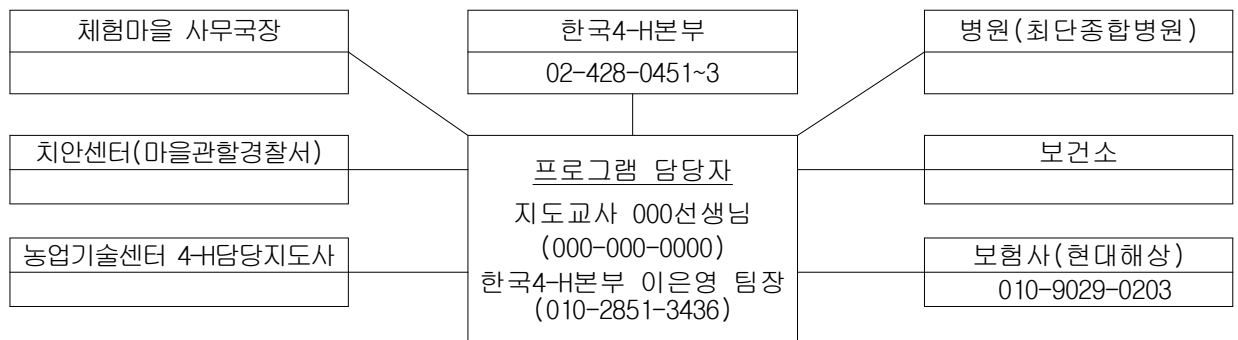 체험마을 사무국장
한국4-H본부
02-428-0451~3
병원(최단종합병원)
치안센터(마을관할경찰서)
프로그램 담당자
지도교사 000선생님
(000-000-0000)
한국4-H본부 이은영 팀장
(010-2851-3436)
보건소
농업기술센터 4-H담당지도사
보험사(현대해상)
010-9029-0203